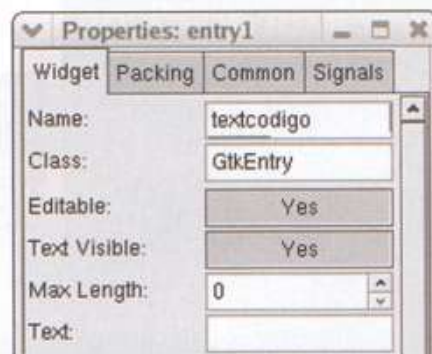 Properties: entry1
Widget Packing Common Signals
Name: textcodigo
Class: GtkEntry
Editable: Yes
Text Visible: Yes
Max Length: 0
Text: